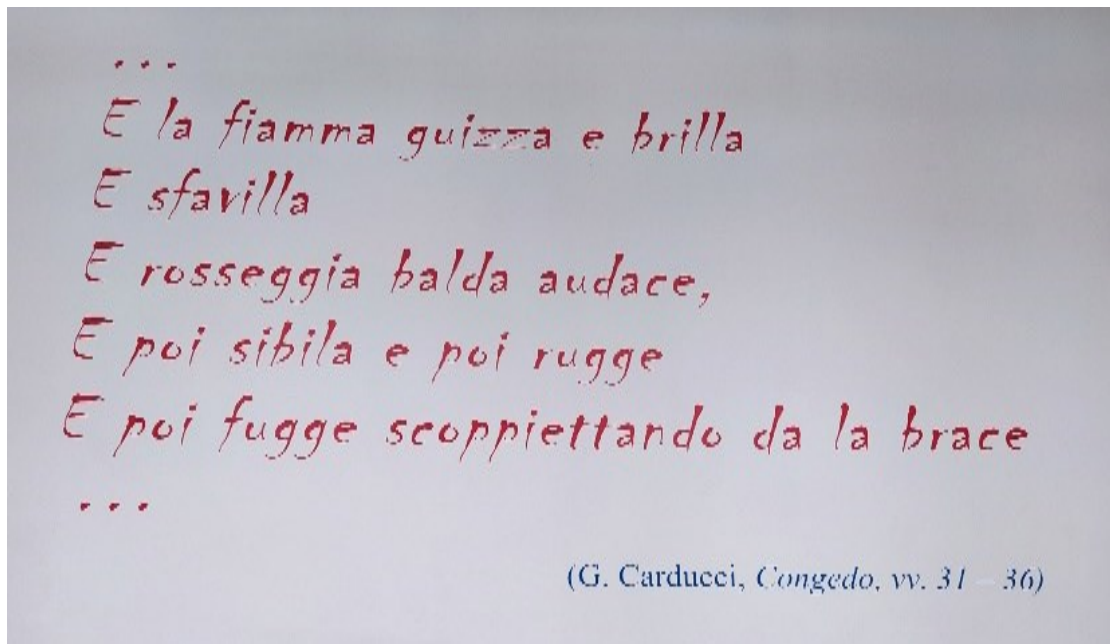 ...
E la fiamma guizza e brilla
E sfavilla
E rosseggia balda audace,
E poi sibila e poi rugge
E poi fugge scoppiettando da la brace
...
(G. Carducci, Congedo, vv. 31 – 36)